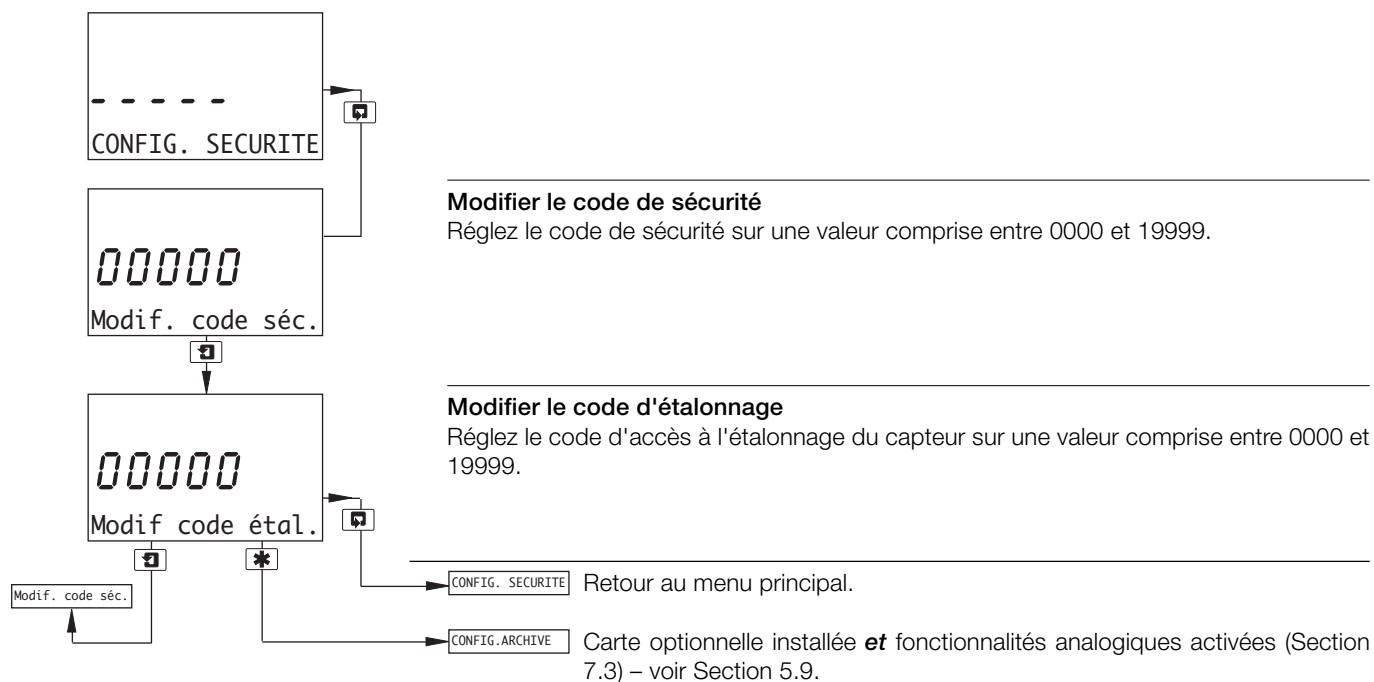 - - - - -
CONFIG. SECURITE
00000
Modif. code séc.
Modifier le code de sécurité
Réglez le code de sécurité sur une valeur comprise entre 0000 et 19999.
00000
Modif code étal.
Modifier le code d'étalonnage
Réglez le code d'accès à l'étalonnage du capteur sur une valeur comprise entre 0000 et
19999.
Modif. code séc.
CONFIG. SECURITE Retour au menu principal.
CONFIG.ARCHIVE Carte optionnelle installée et fonctionnalités analogiques activées (Section
7.3) – voir Section 5.9.